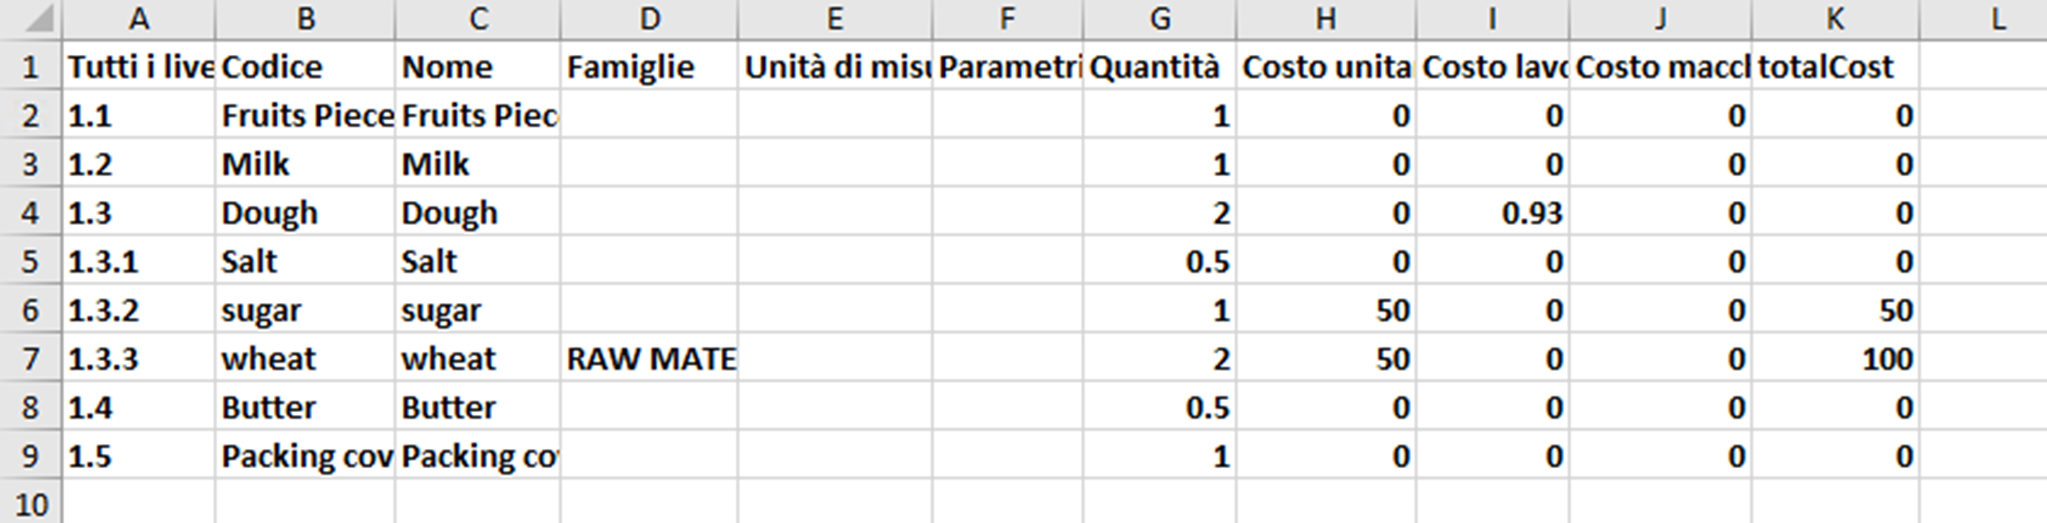 A B C D E F G H I J K L
1 Tutti i live Codice Nome Famiglie Unità di misu Parametri Quantità Costo unita Costo lavo Costo macch totalCost
2 1.1 Fruits Piece Fruits Piec 1 0 0 0 0
3 1.2 Milk Milk 1 0 0 0 0
4 1.3 Dough Dough 2 0 0.93 0 0
5 1.3.1 Salt Salt 0.5 0 0 0 0
6 1.3.2 sugar sugar 1 50 0 0 50
7 1.3.3 wheat wheat RAW MATE 2 50 0 0 100
8 1.4 Butter Butter 0.5 0 0 0 0
9 1.5 Packing cov Packing cov 1 0 0 0 0
10